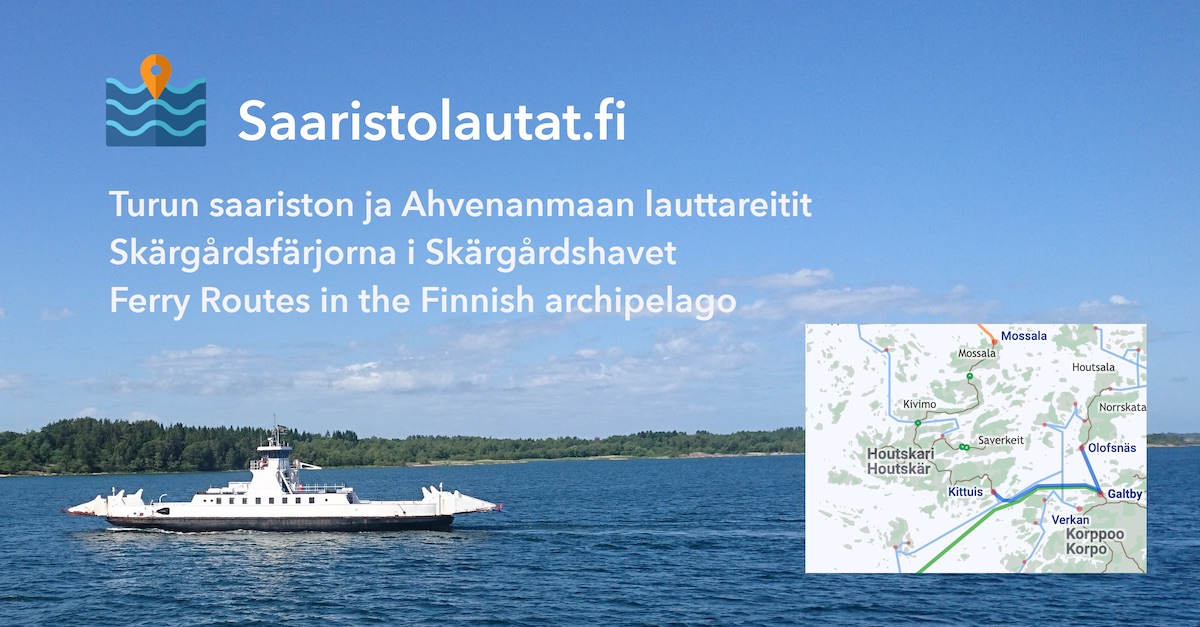 Saaristolautat.fi
Turun saariston ja Ahvenanmaan lauttareitit
Skärgårdsfärjorna i Skärgårdshavet
Ferry Routes in the Finnish archipelago
Mossala
Mossala
Houtsala
Kivimo
Norrskata
Saverkeit
Olofsnäs
Houtskari
Houtskär
Kittuis
Galtby
Verkan
Korppoo
Korpo